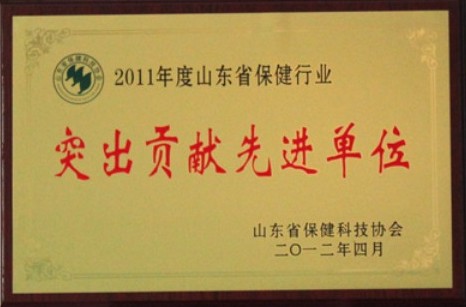 2011年度山东省保健行业
突出贡献先进单位
山东省保健科技协会
二〇一二年四月